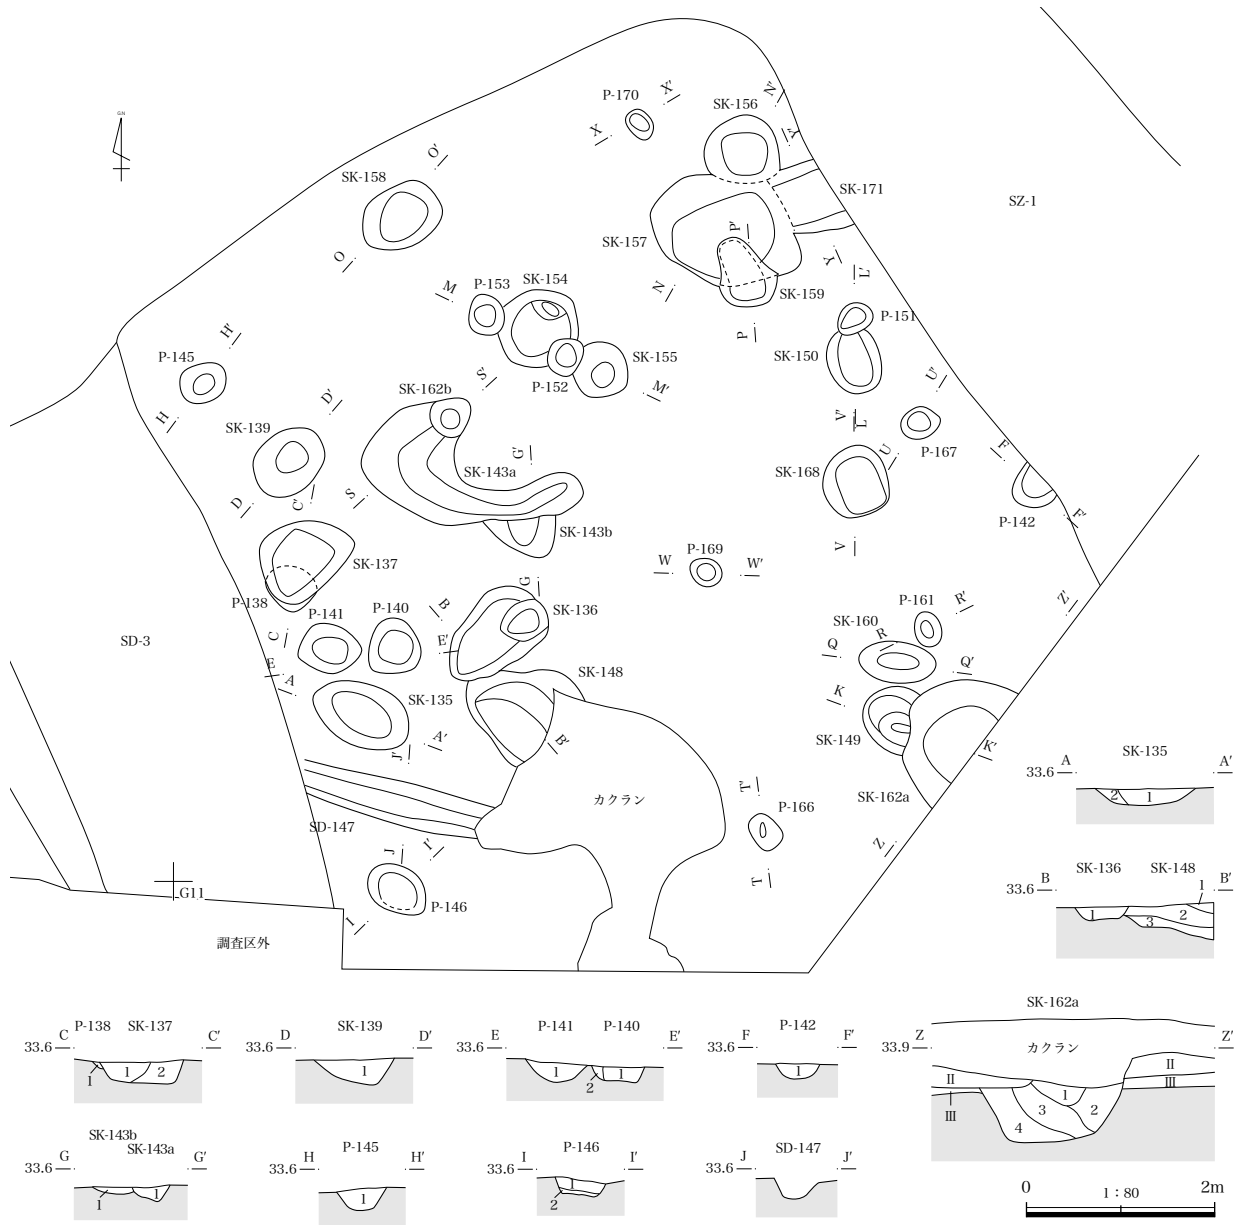 GN
P-170
X
X′
SK-156
N′
Y′
SK-158
O
O′
SK-171
SZ-1
SK-157
P′
Y
L′
N
SK-159
P
M
P-153
SK-154
P-151
SK-150
H′
P-145
H
S′
P-152
SK-155
M′
SK-162b
D′
SK-139
U′
V′
L
P-167
G′
SK-143a
F
S
D
C′
SK-168
U
P-142
F′
SK-143b
V
SK-137
W
P-169
W′
P-138
G
Z′
P-141
P-140
B
SK-136
P-161
R′
C
E′
SK-160
R
Q
Q′
SD-3
E
A
SK-148
K
SK-135
A′
B′
J′
SK-149
K′
SK-162a
カクラン
T′
P-166
SD-147
J
I′
T
Z
G11
P-146
I
調査区外
SK-135
33.6 A A′
2 1
SK-136 SK-148
33.6 B 1 B′
1 3 2
P-138 SK-137
33.6 C C′
1 1 2
SK-139
33.6 D D′
1
P-141 P-140
33.6 E E′
1 2 1
P-142
33.6 F F′
1
SK-162a
33.9 Z Z′
カクラン
Ⅱ Ⅱ
Ⅲ Ⅲ
1 2 3 4
SK-143b
SK-143a
33.6 G G′
1 1
P-145
33.6 H H′
1
P-146
33.6 I I′
1
2
SD-147
33.6 J J′
0 1：80 2m